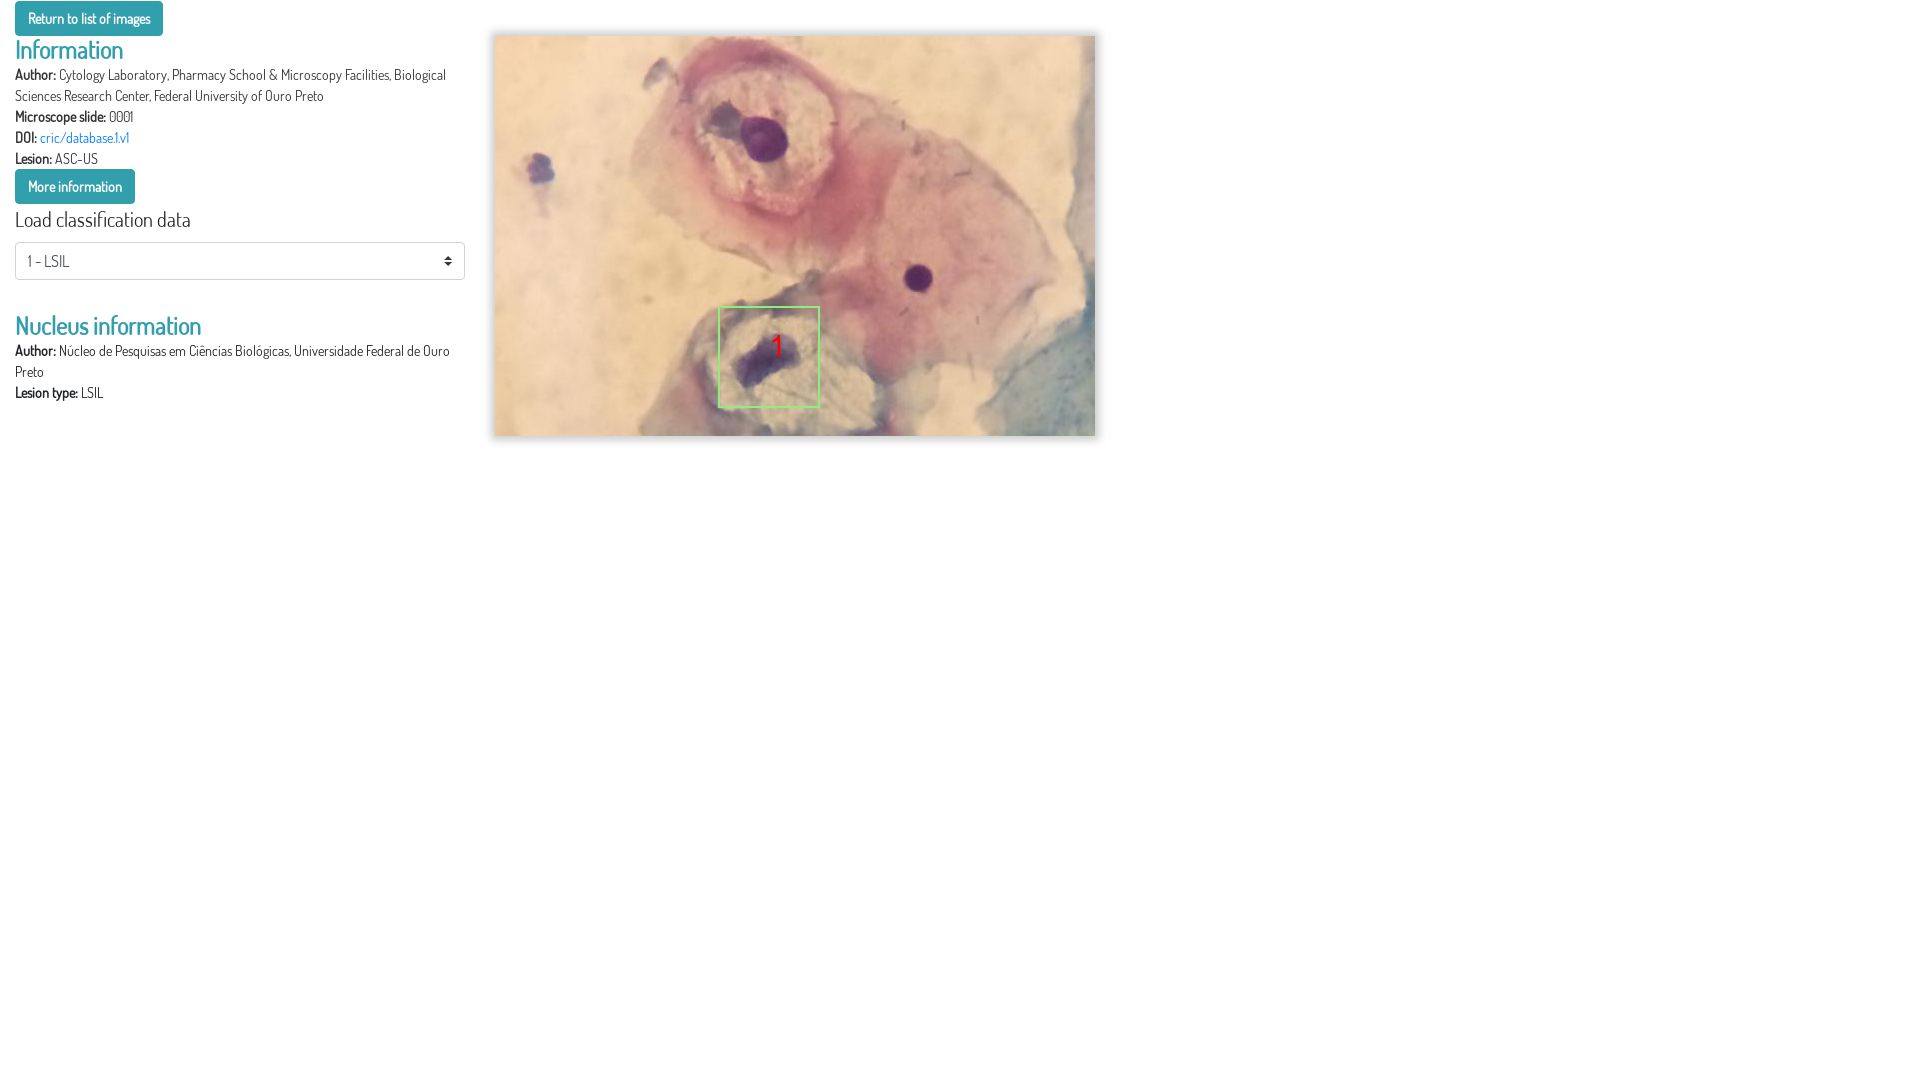 Return to list of images
Information
Author: Cytology Laboratory, Pharmacy School & Microscopy Facilities, Biological
Sciences Research Center, Federal University of Ouro Preto
Microscope slide: 0001
DOI: cric/database.1.v1
Lesion: ASC-US
More information
Load classification data
1 - LSIL
Nucleus information
Author: Núcleo de Pesquisas em Ciências Biológicas, Universidade Federal de Ouro
Preto
Lesion type: LSIL
1